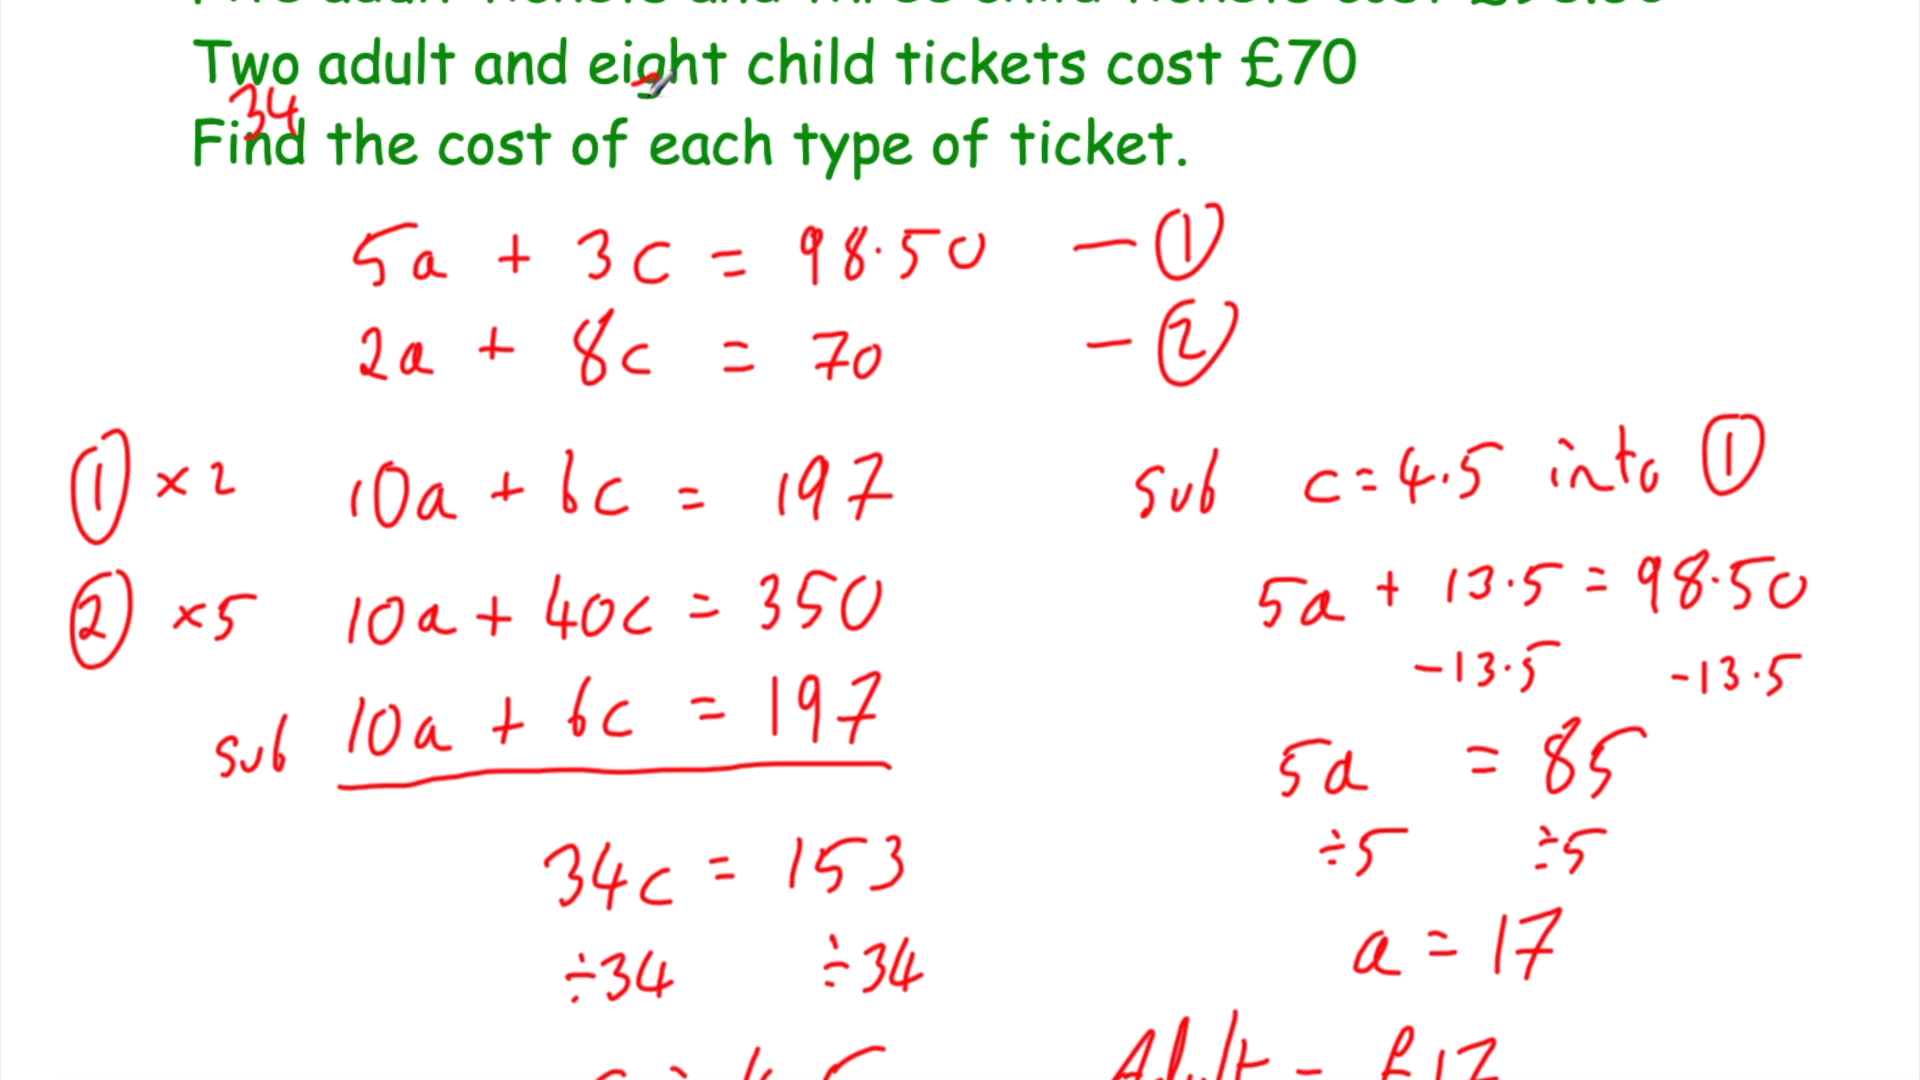 Two adult and eight child tickets cost £70
34
Find the cost of each type of ticket.
5a + 3c = 98.50 - ①
2a + 8c = 70 - ②
① × 2 10a + 6c = 197
② × 5 10a + 40c = 350
sub 10a + 6c = 197
34c = 153
÷34 ÷34
sub c = 4.5 into ①
5a + 13.5 = 98.50
-13.5 -13.5
5a = 85
÷5 ÷5
a = 17
Adult = £17